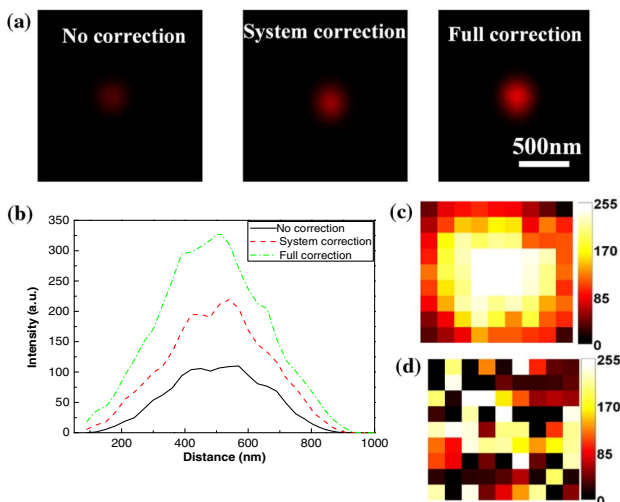 (a)
No correction
System correction
Full correction
500nm
(b)
350
300
250
200
150
100
50
0
Intensity (a.u.)
200 400 600 800 1000
Distance (nm)
No correction
System correction
Full correction
(c)
255
170
85
0
(d)
255
170
85
0